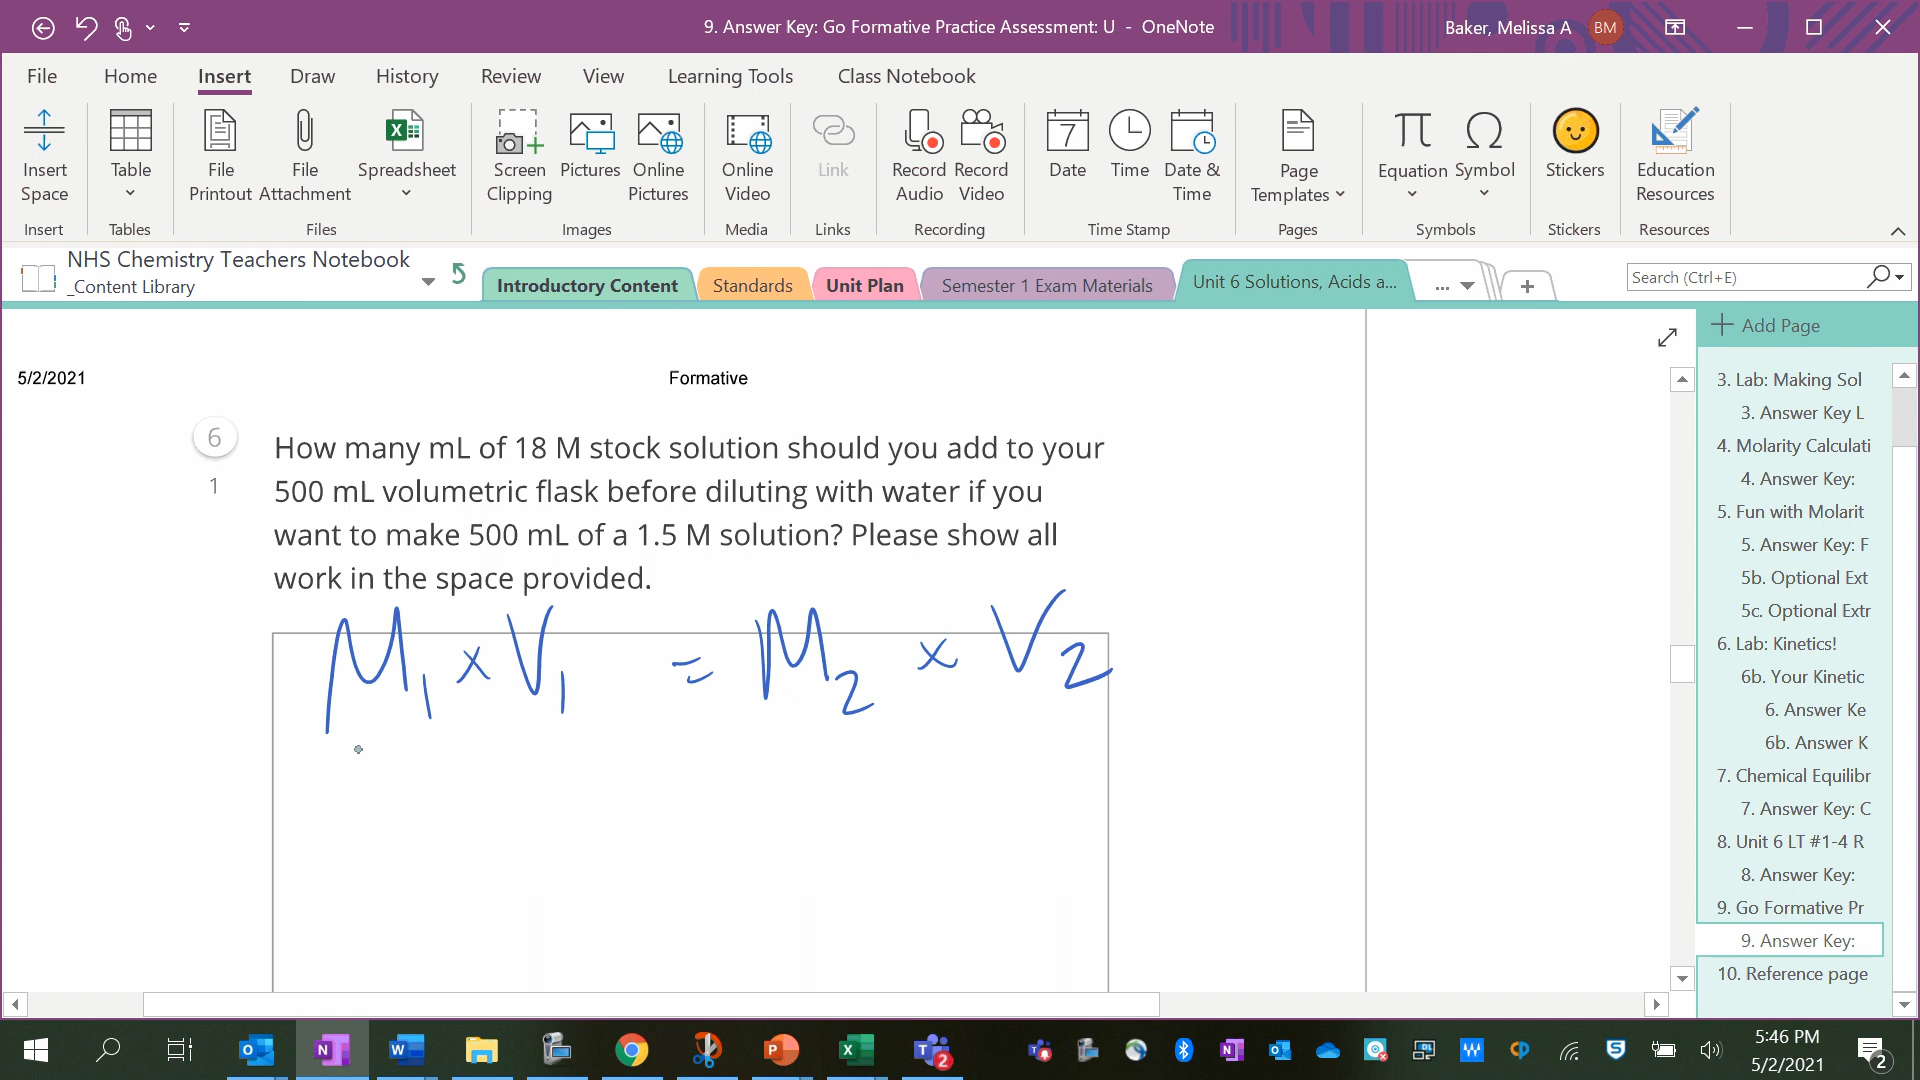 9. Answer Key: Go Formative Practice Assessment: U - OneNote
Baker, Melissa A BM
File Home Insert Draw History Review View Learning Tools Class Notebook
Insert Space
Table
File Printout
File Attachment
Spreadsheet
Screen Clipping
Pictures
Online Pictures
Online Video
Link
Record Audio
Record Video
7
Date
Time
Date & Time
Page Templates
π
Equation
Ω
Symbol
Stickers
Education Resources
Insert Tables Files Images Media Links Recording Time Stamp Pages Symbols Stickers Resources
NHS Chemistry Teachers Notebook
_Content Library
Introductory Content Standards Unit Plan Semester 1 Exam Materials Unit 6 Solutions, Acids a... ... +
Search (Ctrl+E)
Add Page
5/2/2021 Formative
6
1
How many mL of 18 M stock solution should you add to your
500 mL volumetric flask before diluting with water if you
want to make 500 mL of a 1.5 M solution? Please show all
work in the space provided.
M₁ x V₁ = M₂ x V₂
3. Lab: Making Sol
3. Answer Key L
4. Molarity Calculati
4. Answer Key:
5. Fun with Molarit
5. Answer Key: F
5b. Optional Ext
5c. Optional Extr
6. Lab: Kinetics!
6b. Your Kinetic
6. Answer Ke
6b. Answer K
7. Chemical Equilibr
7. Answer Key: C
8. Unit 6 LT #1-4 R
8. Answer Key:
9. Go Formative Pr
9. Answer Key:
10. Reference page
5:46 PM
5/2/2021
2